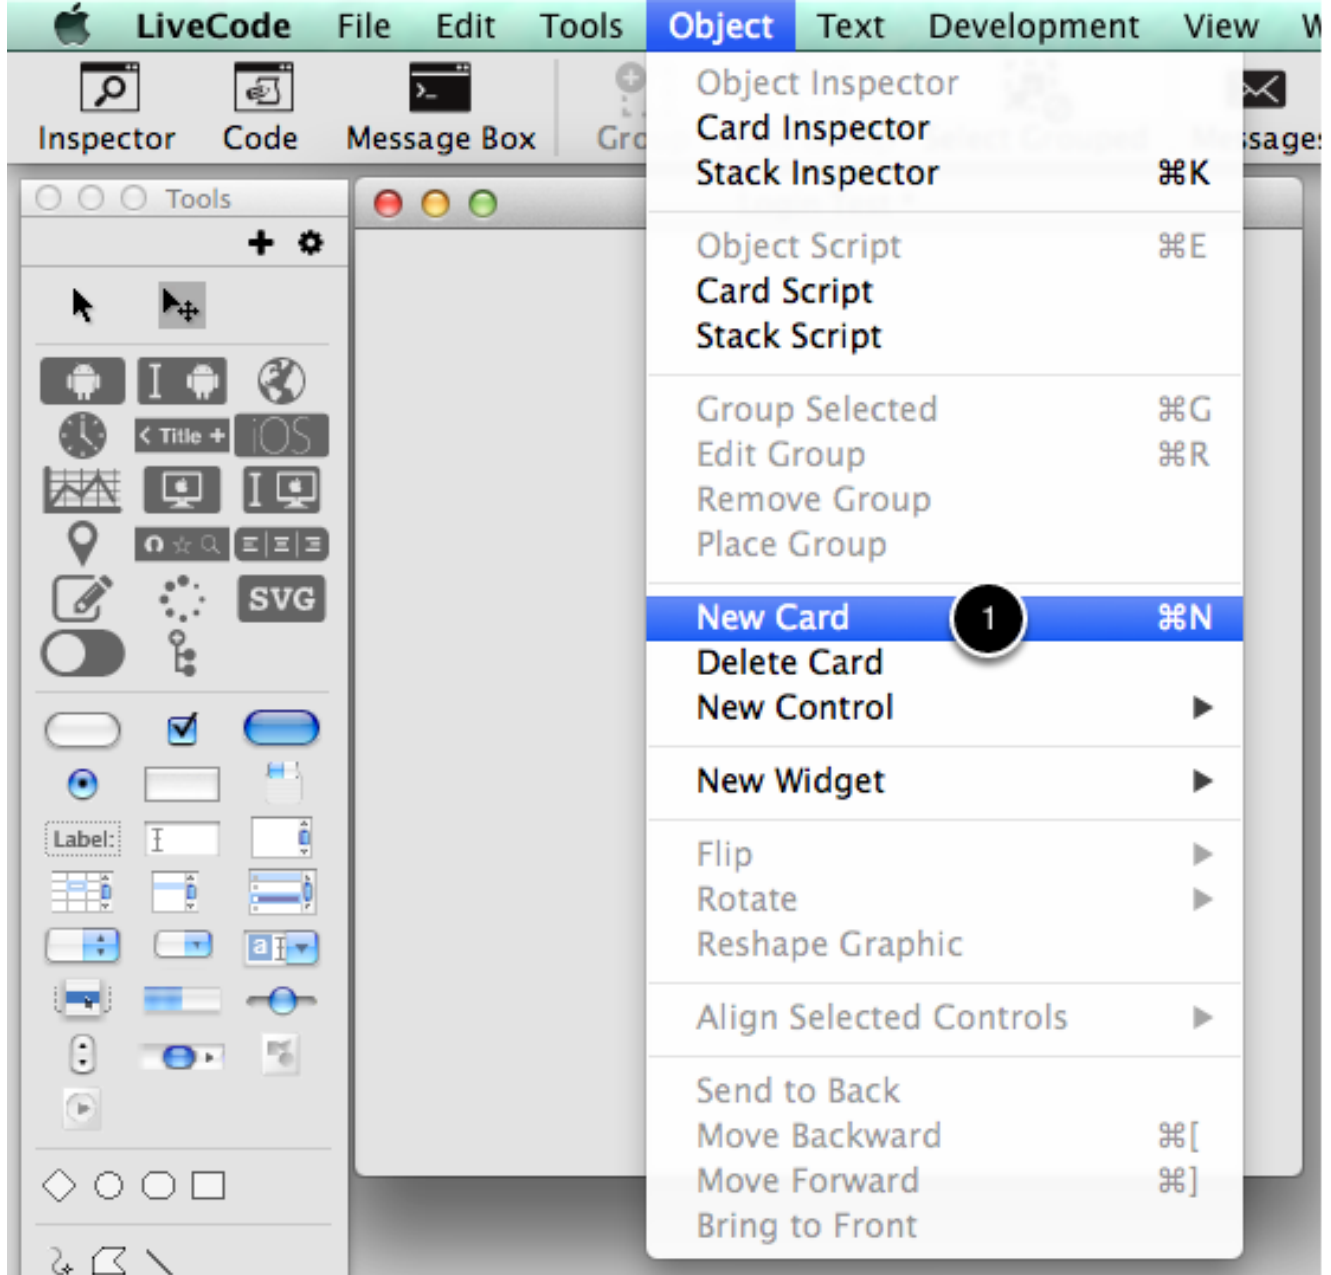 LiveCode File Edit Tools Object Text Development View
Inspector Code Message Box
Tools
< Title +
iOS
SVG
Label:
a
Object Inspector
Card Inspector
Stack Inspector ⌘K
Object Script ⌘E
Card Script
Stack Script
Group Selected ⌘G
Edit Group ⌘R
Remove Group
Place Group
New Card 1 ⌘N
Delete Card
New Control ▶
New Widget ▶
Flip ▶
Rotate ▶
Reshape Graphic
Align Selected Controls ▶
Send to Back
Move Backward ⌘[
Move Forward ⌘]
Bring to Front